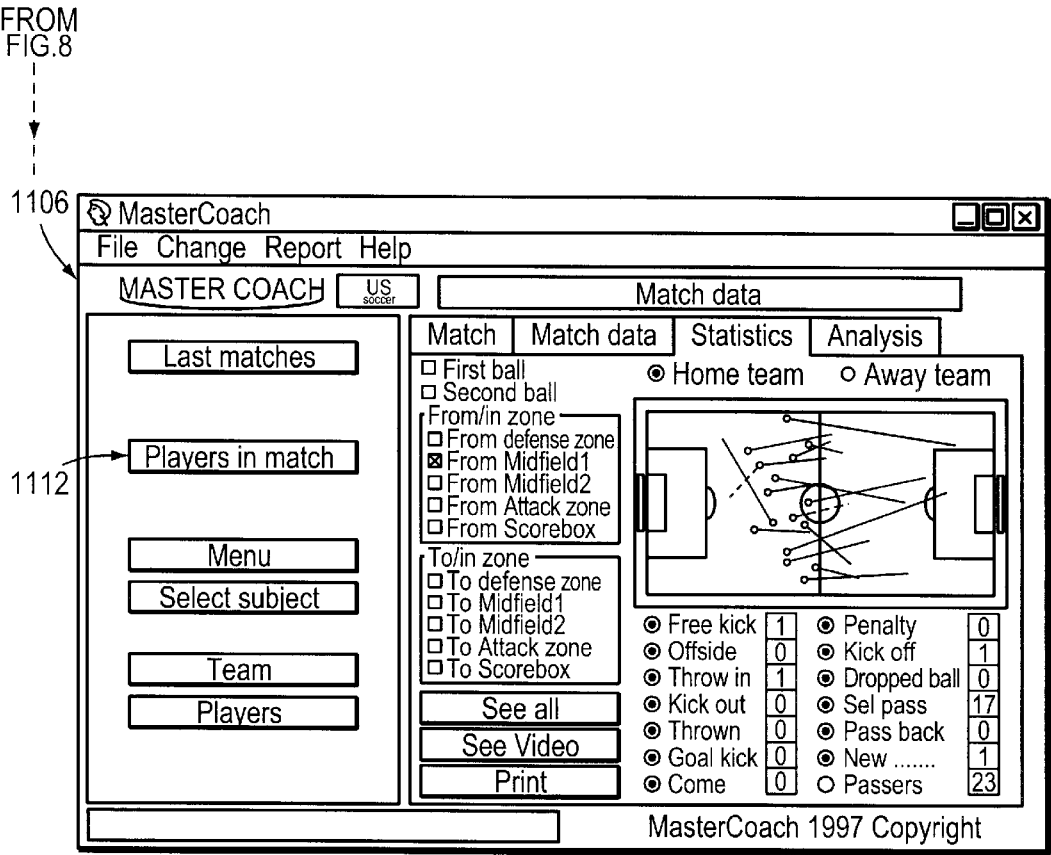 FROM
FIG.8
1106
MasterCoach
File Change Report Help
MASTER COACH
US
soccer
Match data
Match
Match data
Statistics
Analysis
Last matches
Players in match
1112
Menu
Select subject
Team
Players
First ball
Second ball
From/in zone
From defense zone
From Midfield1
From Midfield2
From Attack zone
From Scorebox
To/in zone
To defense zone
To Midfield1
To Midfield2
To Attack zone
To Scorebox
See all
See Video
Print
Home team
Away team
Free kick 1
Offside 0
Throw in 1
Kick out 0
Thrown 0
Goal kick 0
Come 0
Penalty 0
Kick off 1
Dropped ball 0
Sel pass 17
Pass back 0
New ....... 1
Passers 23
MasterCoach 1997 Copyright